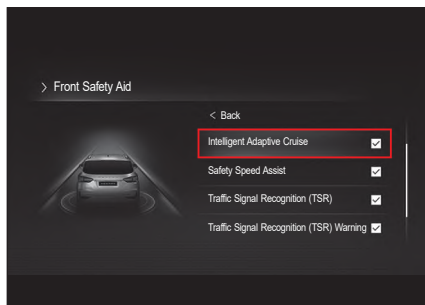 > Front Safety Aid
< Back
Intelligent Adaptive Cruise
Safety Speed Assist
Traffic Signal Recognition (TSR)
Traffic Signal Recognition (TSR) Warning